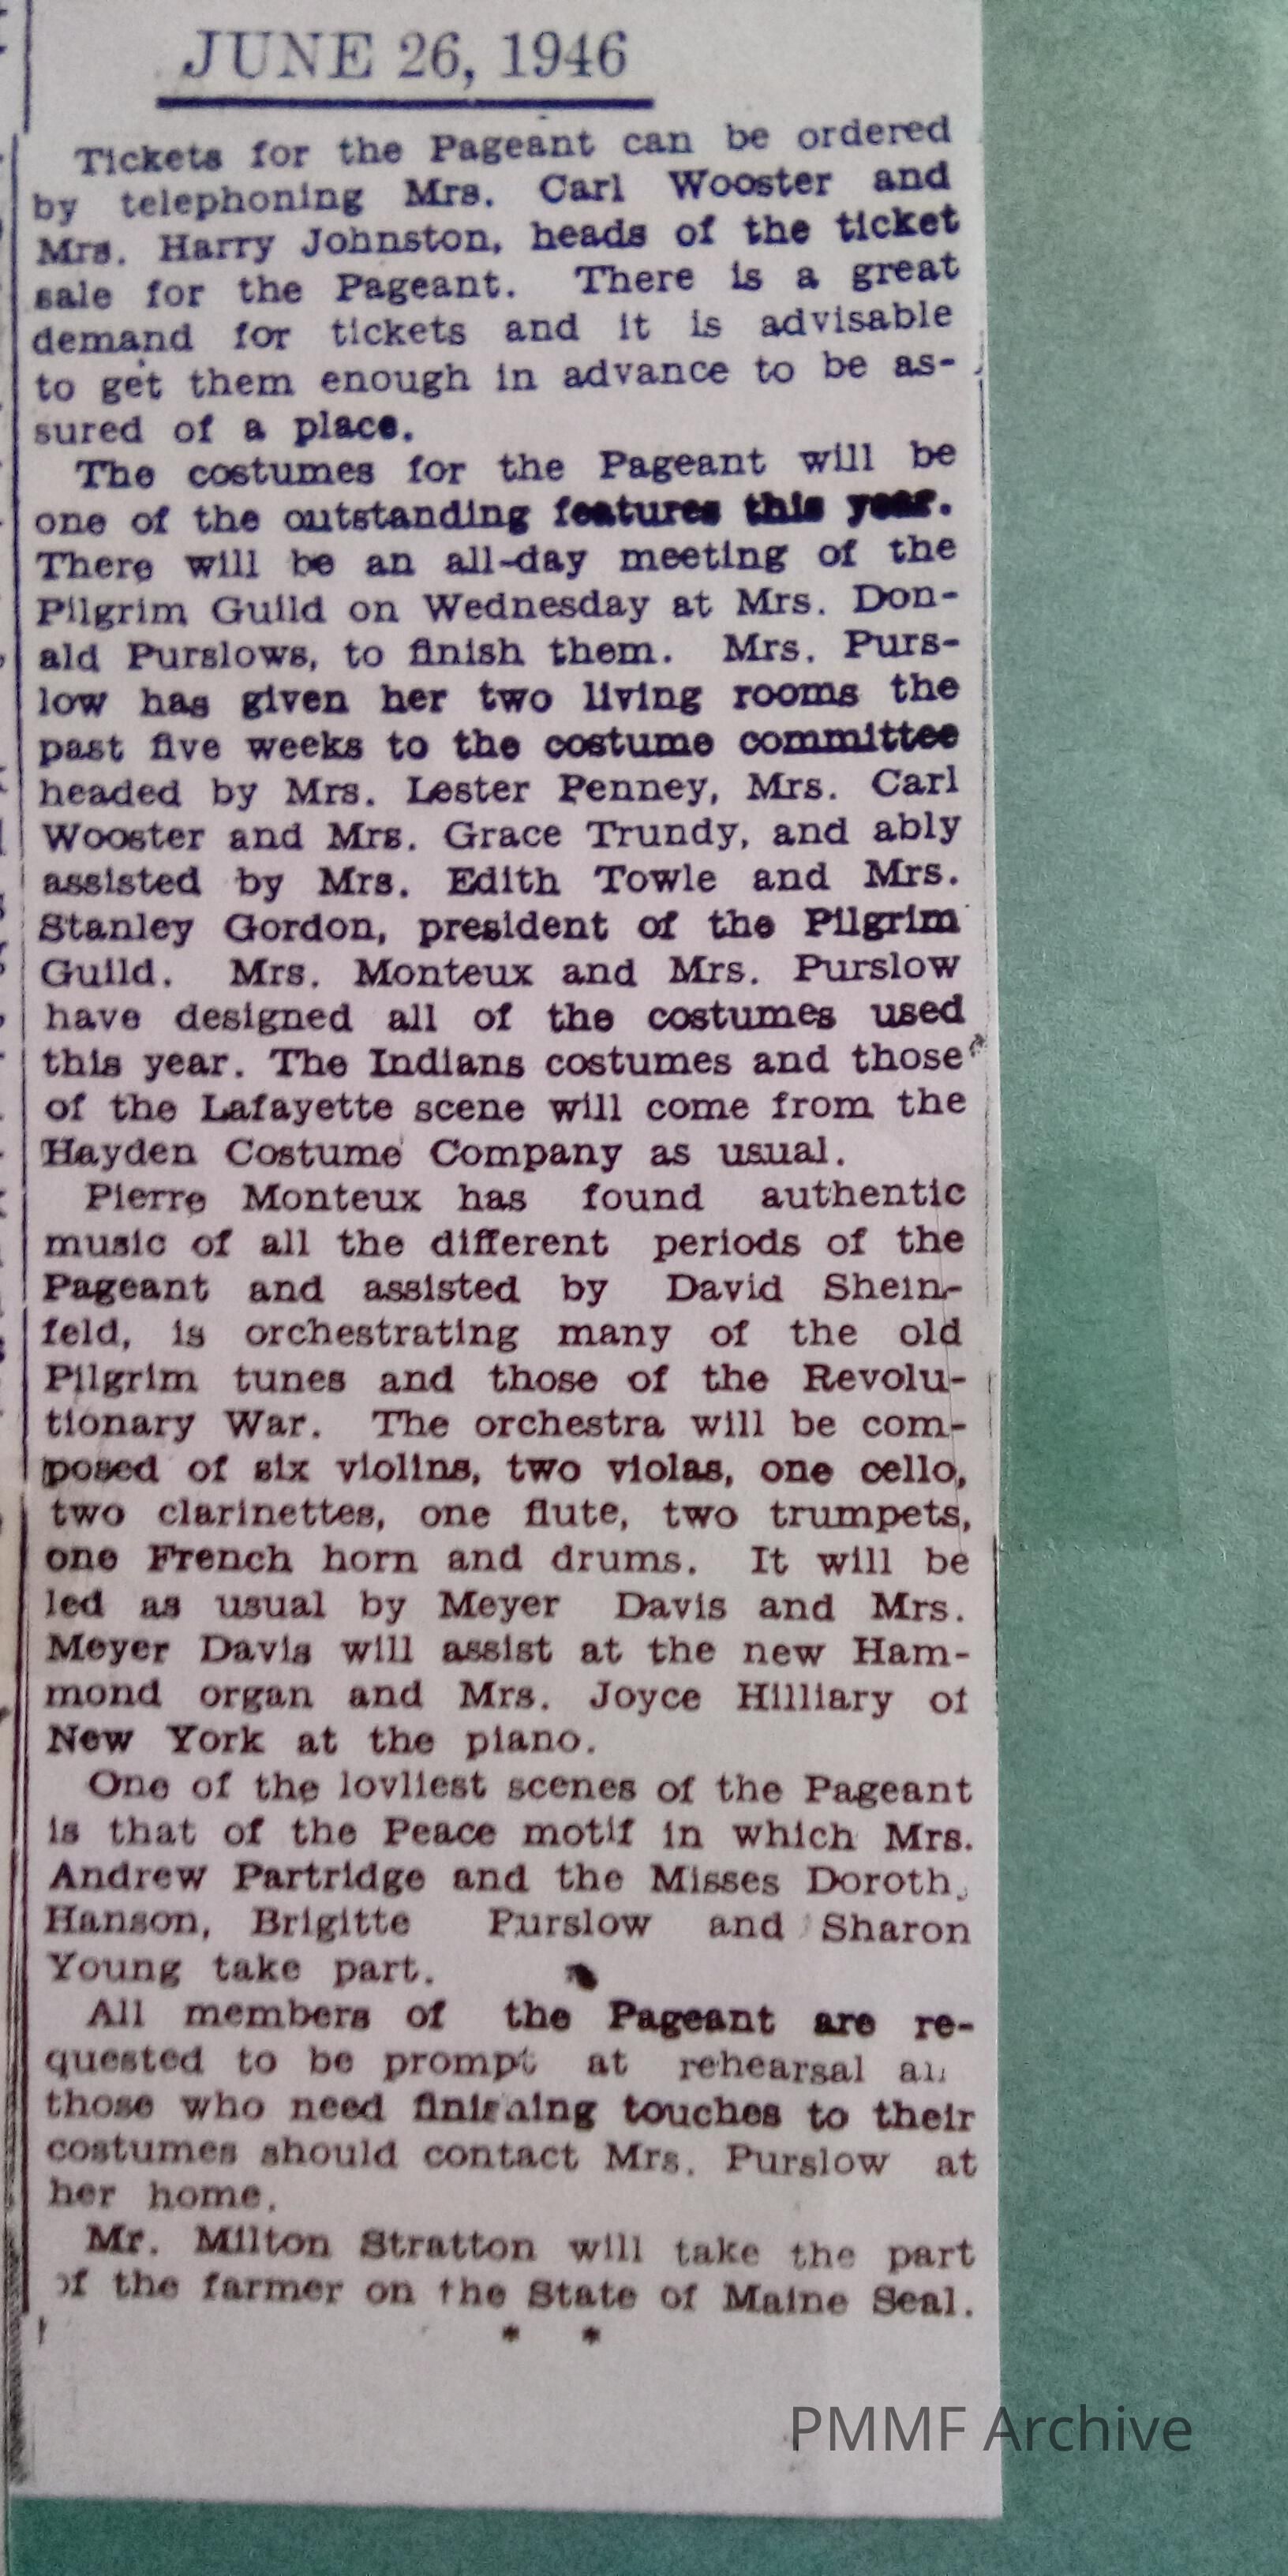 JUNE 26, 1946
Tickets for the Pageant can be ordered
by telephoning Mrs. Carl Wooster and
Mrs. Harry Johnston, heads of the ticket
sale for the Pageant. There is a great
demand for tickets and it is advisable
to get them enough in advance to be as-
sured of a place.
The costumes for the Pageant will be
one of the outstanding features this year.
There will be an all-day meeting of the
Pilgrim Guild on Wednesday at Mrs. Don-
ald Purslows, to finish them. Mrs. Purs-
low has given her two living rooms the
past five weeks to the costume committee
headed by Mrs. Lester Penney, Mrs. Carl
Wooster and Mrs. Grace Trundy, and ably
assisted by Mrs. Edith Towle and Mrs.
Stanley Gordon, president of the Pilgrim
Guild. Mrs. Monteux and Mrs. Purslow
have designed all of the costumes used
this year. The Indians costumes and those
of the Lafayette scene will come from the
Hayden Costume Company as usual.
Pierre Monteux has found authentic
music of all the different periods of the
Pageant and assisted by David Shein-
feld, is orchestrating many of the old
Pilgrim tunes and those of the Revolu-
tionary War. The orchestra will be com-
posed of six violins, two violas, one cello,
two clarinettes, one flute, two trumpets,
one French horn and drums. It will be
led as usual by Meyer Davis and Mrs.
Meyer Davis will assist at the new Ham-
mond organ and Mrs. Joyce Hilliary of
New York at the piano.
One of the lovliest scenes of the Pageant
is that of the Peace motif in which Mrs.
Andrew Partridge and the Misses Doroth
Hanson, Brigitte Purslow and Sharon
Young take part.
All members of the Pageant are re-
quested to be prompt at rehearsal
those who need finishing touches to their
costumes should contact Mrs. Purslow at
her home.
Mr. Milton Stratton will take the part
of the farmer on the State of Maine Seal.
* *
PMMF Archive